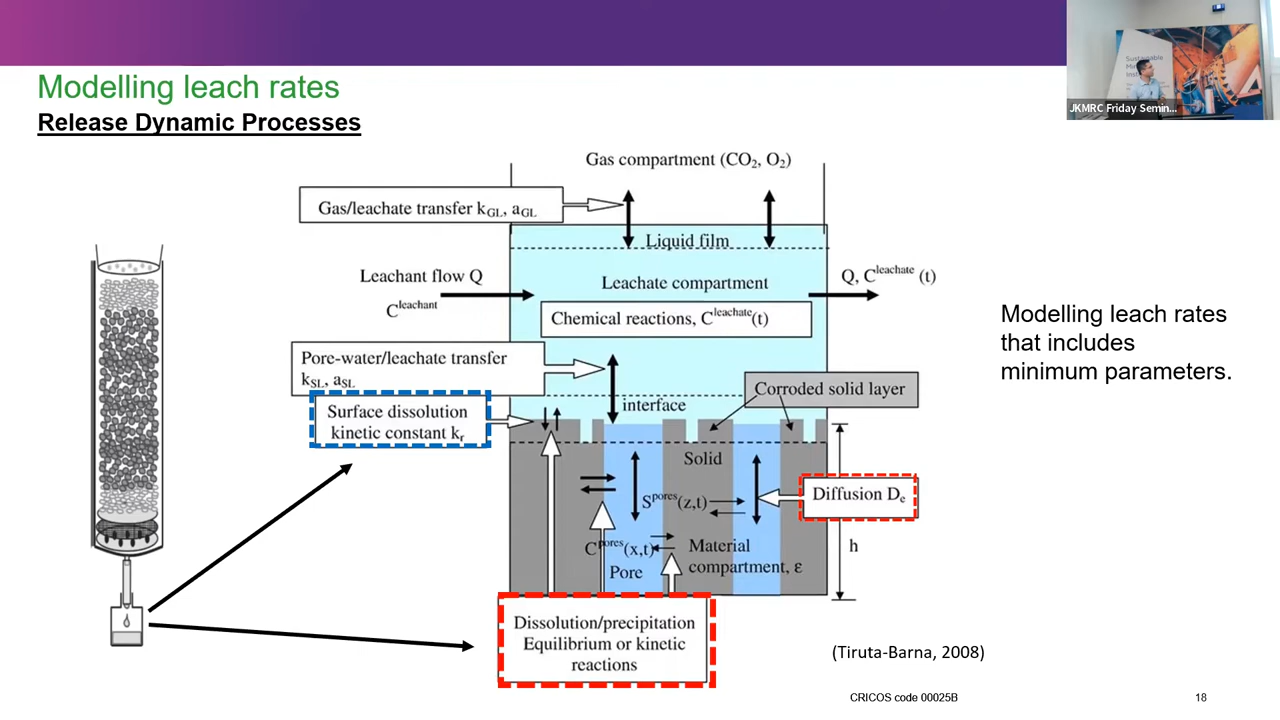 Modelling leach rates
Release Dynamic Processes
Sustainable
JKMRC Friday Semin...
Gas compartment (CO₂, O₂)
Gas/leachate transfer k_GL, a_GL
Liquid film
Leachant flow Q
C^leachant
Leachate compartment
Q, C^leachate (t)
Chemical reactions, C^leachate(t)
Pore-water/leachate transfer
k_SL, a_SL
Surface dissolution
kinetic constant k_r
interface
Corroded solid layer
Solid
S^pores(z,t)
Diffusion D_e
C^pores(x,t)
Pore
Material
compartment, ε
h
Dissolution/precipitation
Equilibrium or kinetic
reactions
Modelling leach rates
that includes
minimum parameters.
(Tiruta-Barna, 2008)
CRICOS code 00025B
18